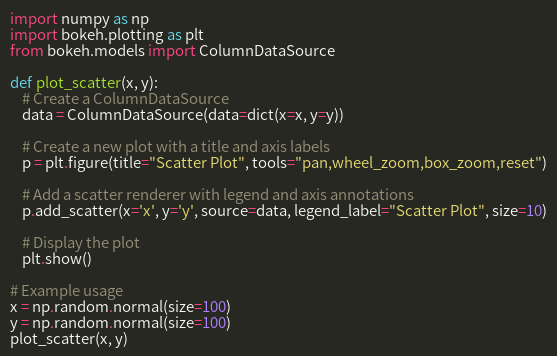 import numpy as np
import bokeh.plotting as plt
from bokeh.models import ColumnDataSource

def plot_scatter(x, y):
    # Create a ColumnDataSource
    data = ColumnDataSource(data=dict(x=x, y=y))

    # Create a new plot with a title and axis labels
    p = plt.figure(title="Scatter Plot", tools="pan,wheel_zoom,box_zoom,reset")

    # Add a scatter renderer with legend and axis annotations
    p.add_scatter(x='x', y='y', source=data, legend_label="Scatter Plot", size=10)

    # Display the plot
    plt.show()

# Example usage
x = np.random.normal(size=100)
y = np.random.normal(size=100)
plot_scatter(x, y)